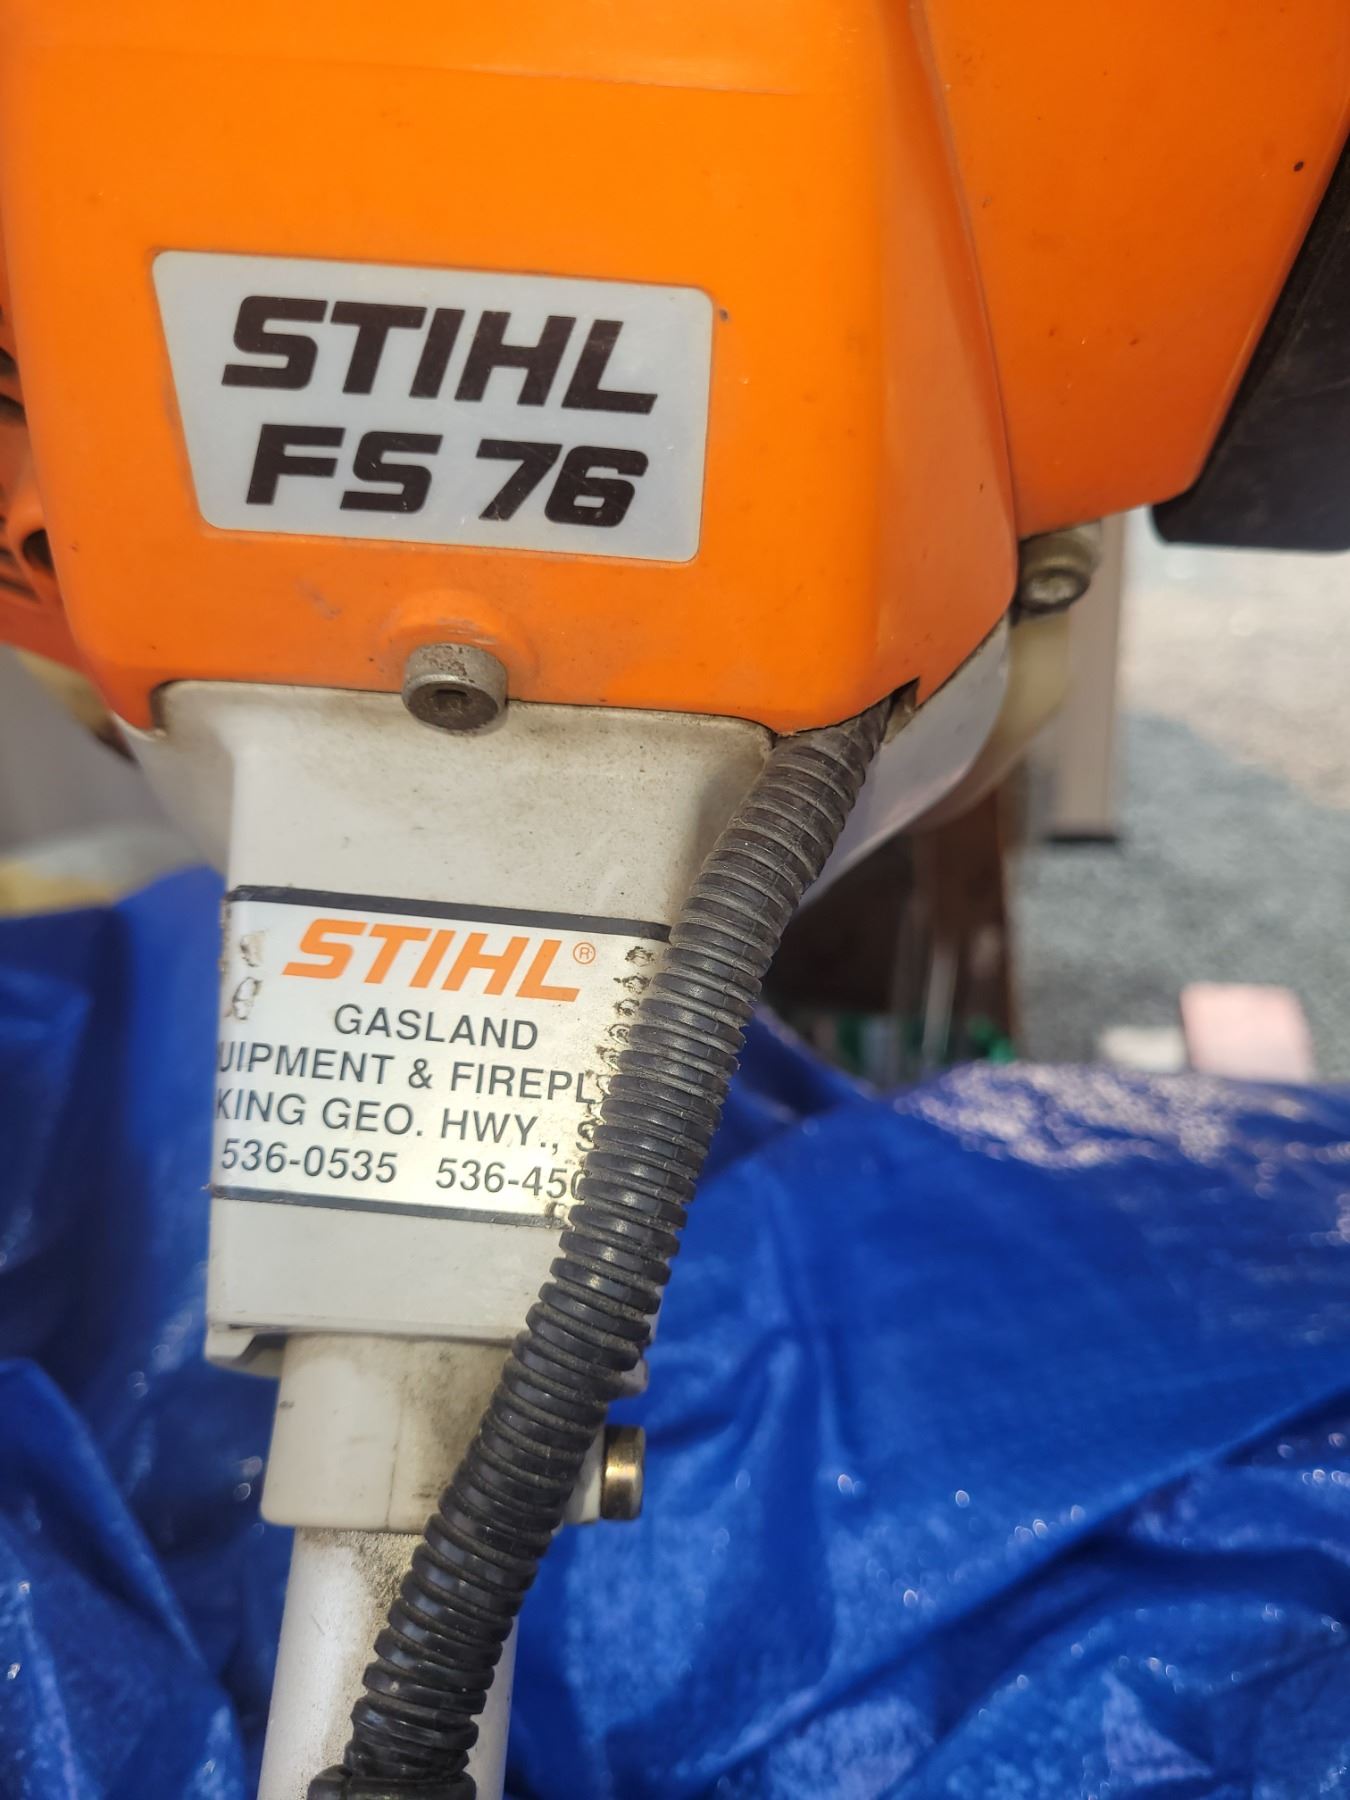 STIHL
FS 76
STIHL®
GASLAND
UIPMENT & FIREPL
KING GEO. HWY., S
536-0535 536-450